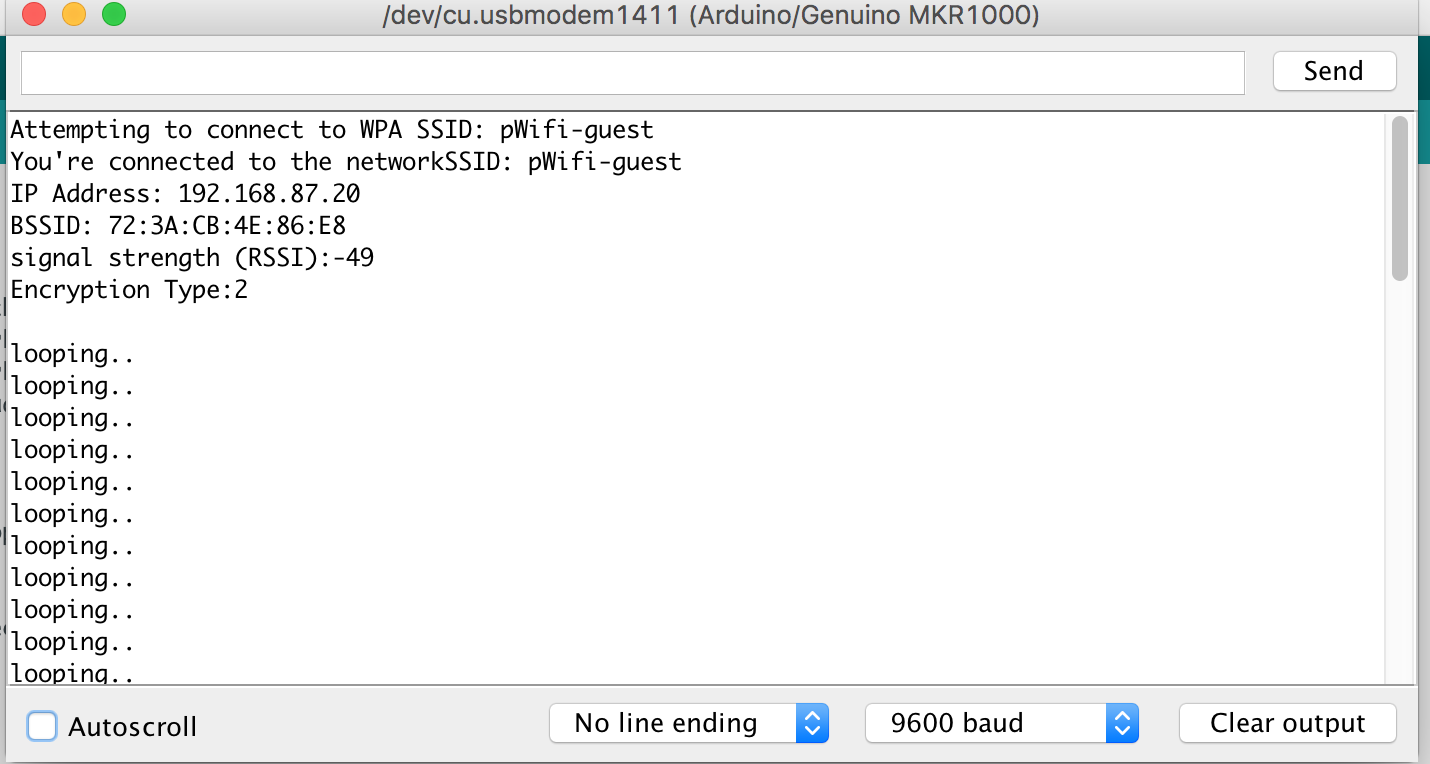 /dev/cu.usbmodem1411 (Arduino/Genuino MKR1000)
Send
Attempting to connect to WPA SSID: pWifi-guest
You're connected to the networkSSID: pWifi-guest
IP Address: 192.168.87.20
BSSID: 72:3A:CB:4E:86:E8
signal strength (RSSI):-49
Encryption Type:2
looping..
looping..
looping..
looping..
looping..
looping..
looping..
looping..
looping..
looping..
looping..
Autoscroll
No line ending
9600 baud
Clear output